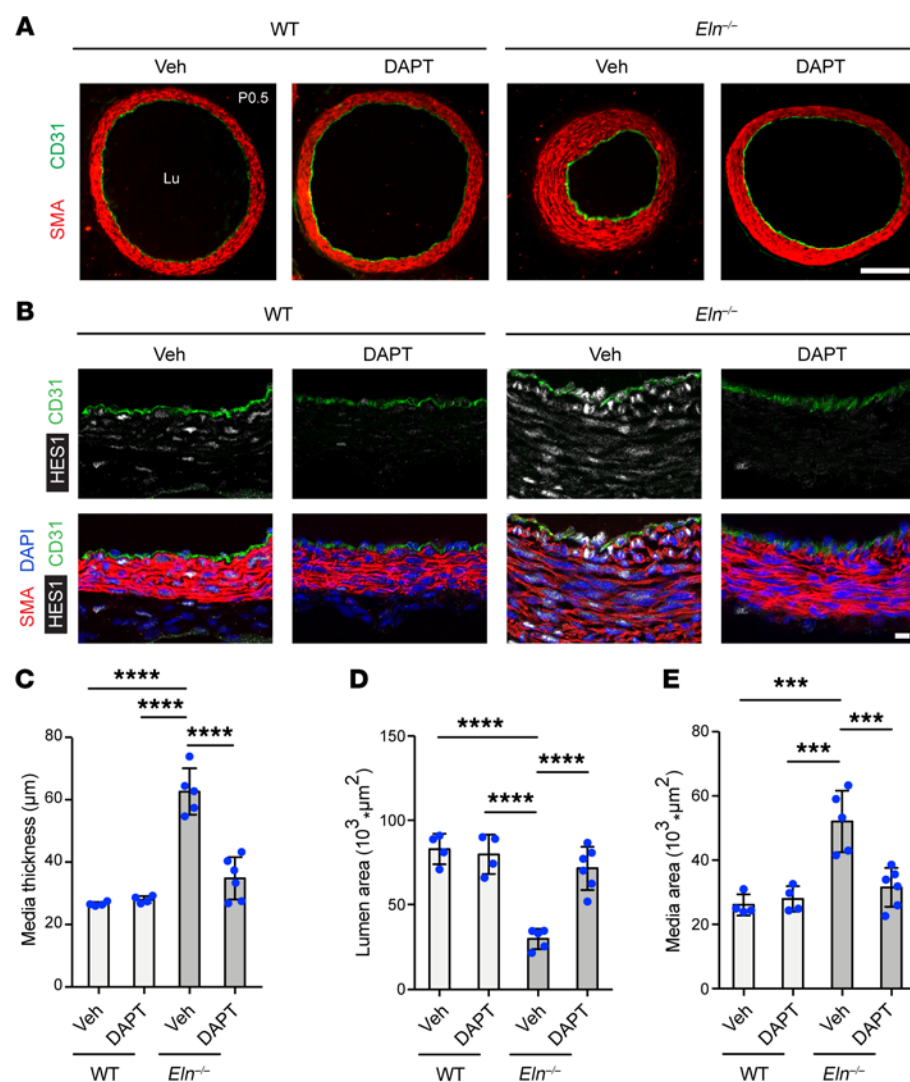 A
WT
Eln–/–
Veh
DAPT
Veh
DAPT
SMA CD31
P0.5
Lu
B
WT
Eln–/–
Veh
DAPT
Veh
DAPT
HES1 CD31
SMA DAPI
HES1 CD31
C
****
****
****
Media thickness (µm)
80
60
40
20
0
Veh
DAPT
Veh
DAPT
WT
Eln–/–
D
****
****
****
Lumen area (10³*µm²)
150
100
50
0
Veh
DAPT
Veh
DAPT
WT
Eln–/–
E
***
***
***
Media area (10³*µm²)
80
60
40
20
0
Veh
DAPT
Veh
DAPT
WT
Eln–/–